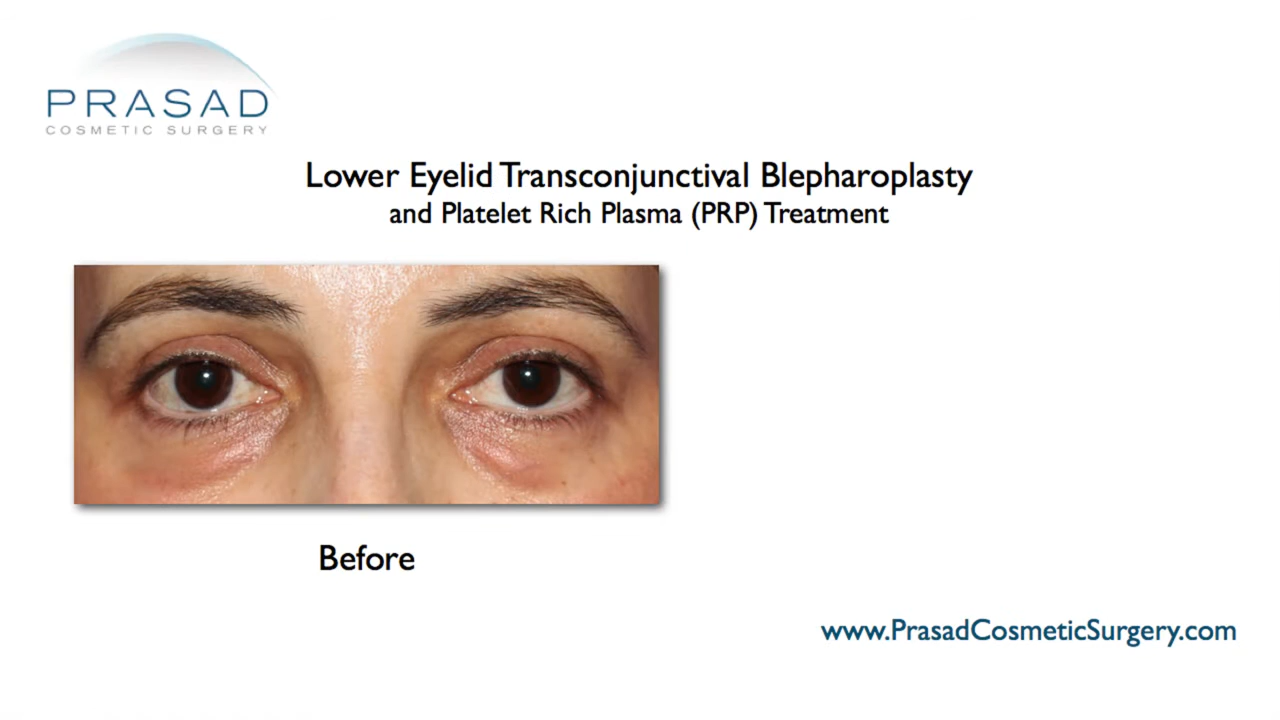 PRASAD
COSMETIC SURGERY
Lower Eyelid Transconjunctival Blepharoplasty
and Platelet Rich Plasma (PRP) Treatment
Before
www.PrasadCosmeticSurgery.com